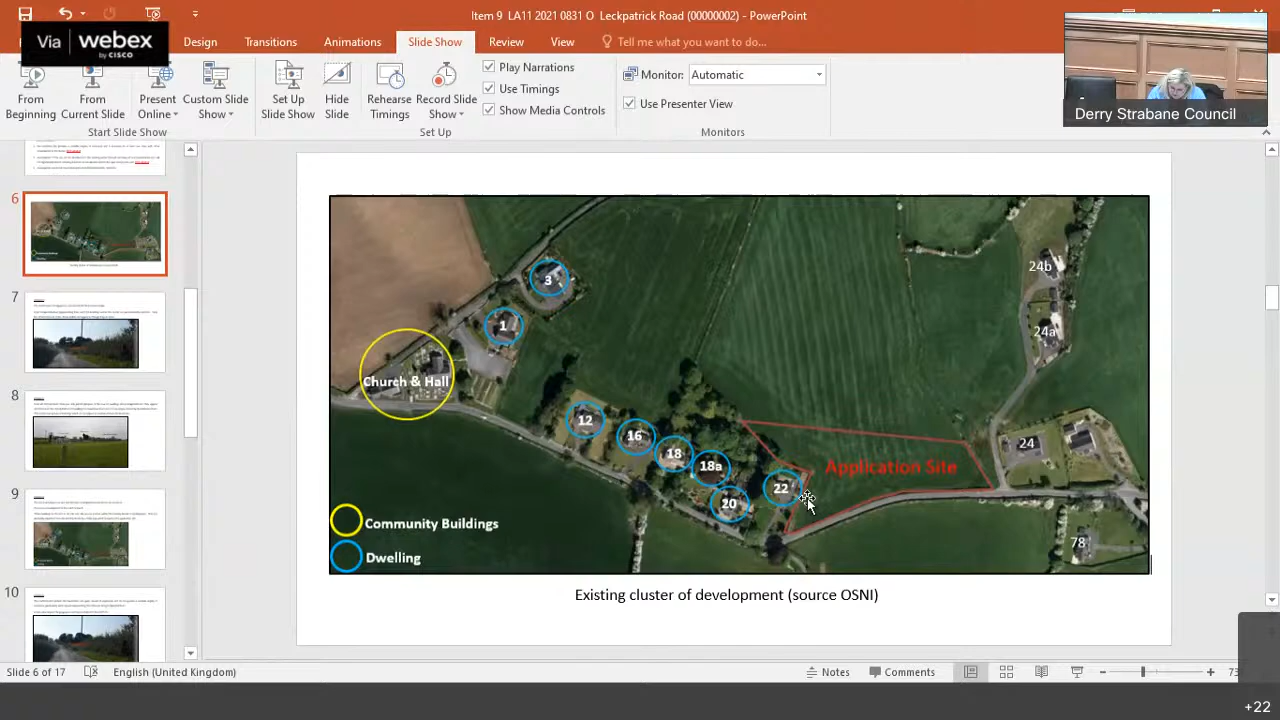 Item 9 LA11 2021 0831 O Leckpatrick Road (00000002) - PowerPoint
Via webex
by CISCO
Design Transitions Animations Slide Show Review View Tell me what you want to do...
From Beginning
From Current Slide
Present Online
Custom Slide Show
Set Up Slide Show
Hide Slide
Rehearse Timings
Record Slide Show
Play Narrations
Use Timings
Show Media Controls
Monitor: Automatic
Use Presenter View
Start Slide Show
Set Up
Monitors
Derry Strabane Council
6
7
8
9
10
3
1
Church & Hall
12
16
18
18a
20
22
Application Site
24b
24a
24
78
Community Buildings
Dwelling
Existing cluster of development (source OSNI)
Slide 6 of 17 English (United Kingdom) Notes Comments
+22